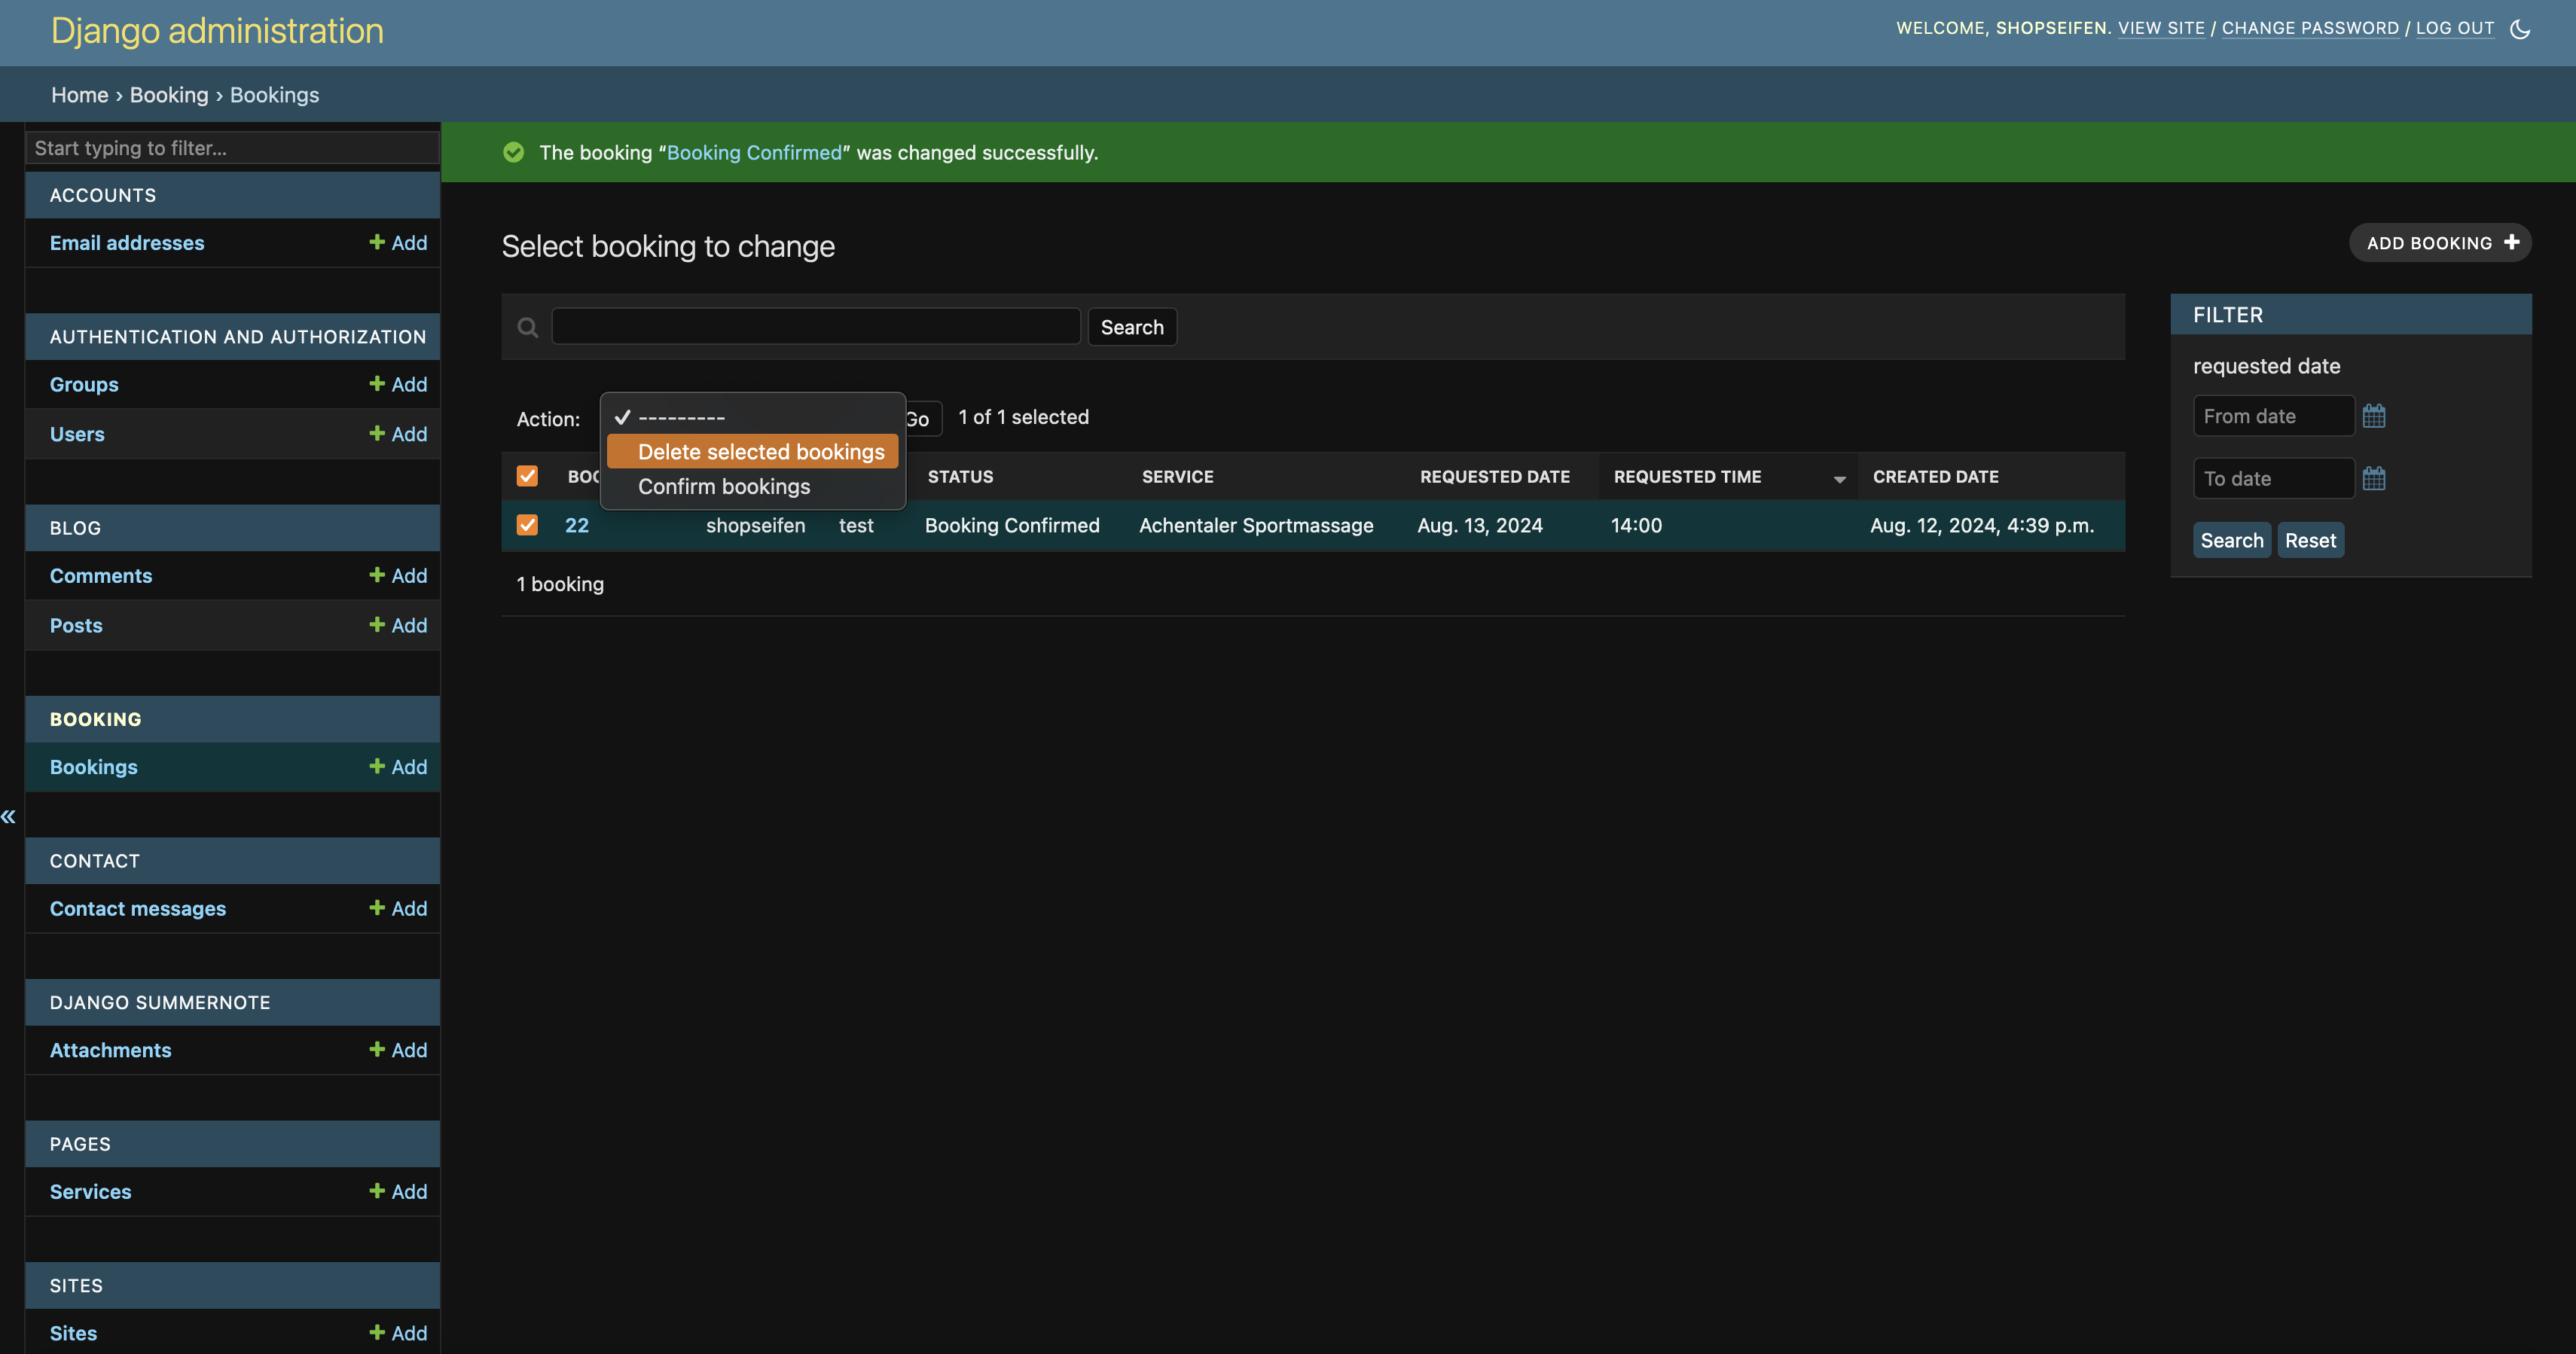 Django administration
WELCOME, SHOPSEIFEN. VIEW SITE / CHANGE PASSWORD / LOG OUT
Home › Booking › Bookings
Start typing to filter...
ACCOUNTS
Email addresses + Add
AUTHENTICATION AND AUTHORIZATION
Groups + Add
Users + Add
BLOG
Comments + Add
Posts + Add
BOOKING
Bookings + Add
«
CONTACT
Contact messages + Add
DJANGO SUMMERNOTE
Attachments + Add
PAGES
Services + Add
SITES
Sites + Add
The booking “Booking Confirmed” was changed successfully.
Select booking to change
ADD BOOKING +
Search
Action:
✓ ---------
Delete selected bookings
Confirm bookings
Go
1 of 1 selected
STATUS SERVICE REQUESTED DATE REQUESTED TIME CREATED DATE
22 shopseifen test Booking Confirmed Achentaler Sportmassage Aug. 13, 2024 14:00 Aug. 12, 2024, 4:39 p.m.
1 booking
FILTER
requested date
From date
To date
Search Reset